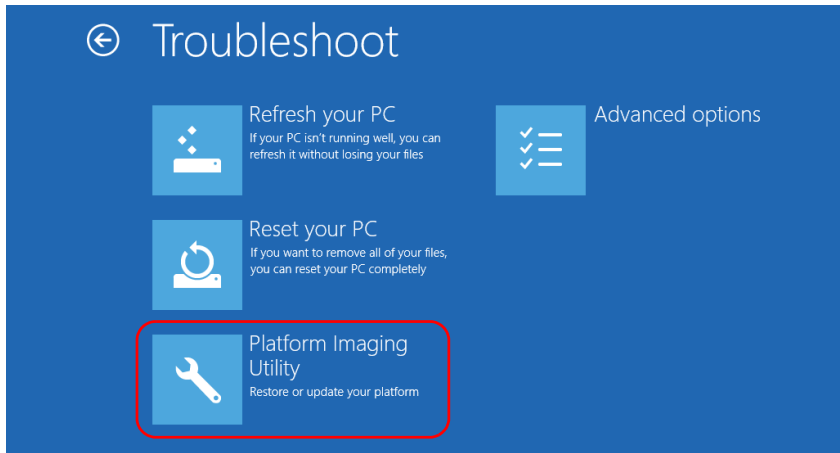 Troubleshoot
Refresh your PC
If your PC isn't running well, you can
refresh it without losing your files
Advanced options
Reset your PC
If you want to remove all of your files,
you can reset your PC completely
Platform Imaging
Utility
Restore or update your platform